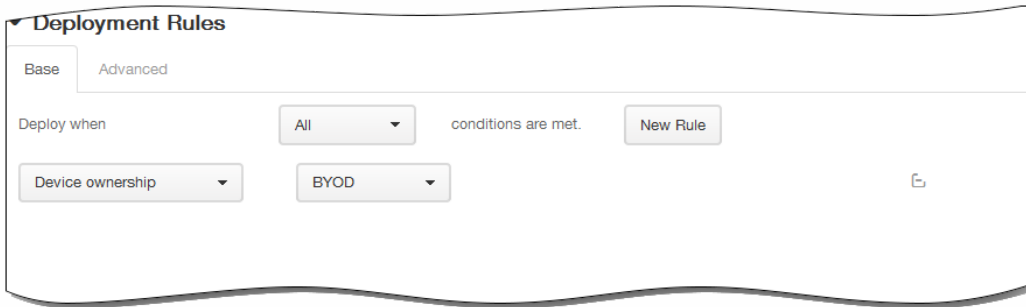 Deployment Rules
Base Advanced
Deploy when All conditions are met. New Rule
Device ownership BYOD